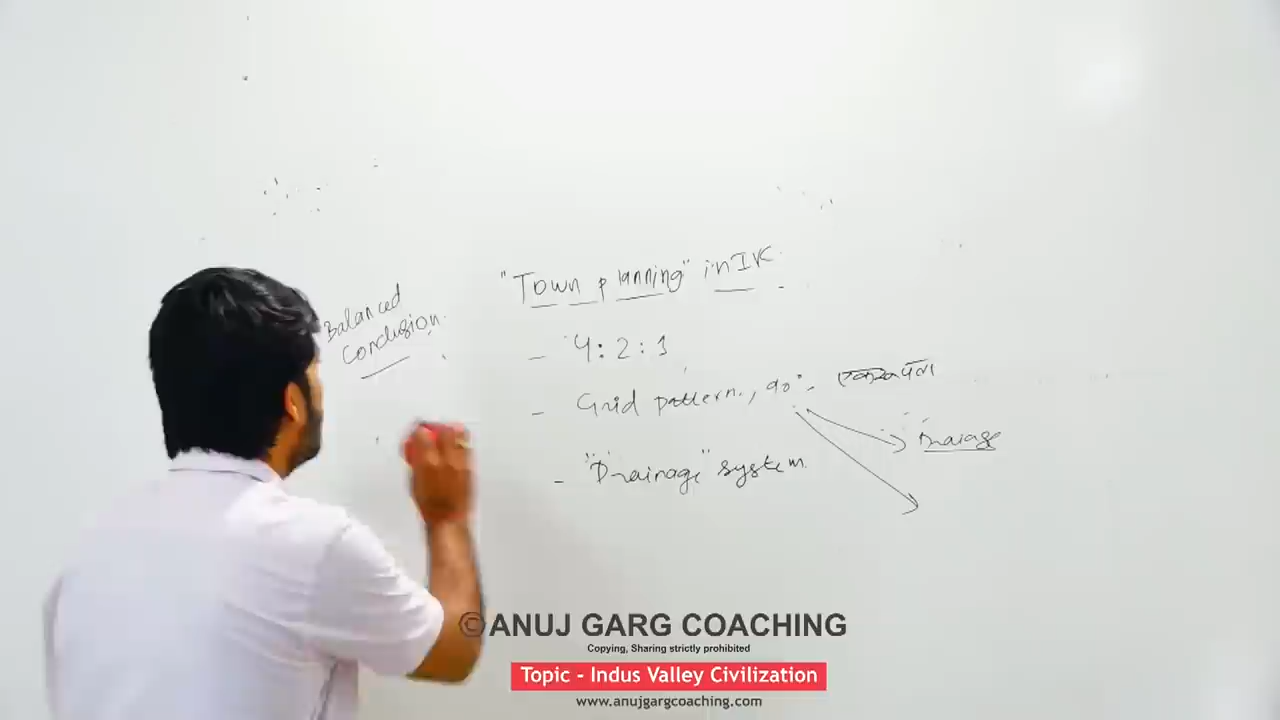 Balanced
Conclusion.
"Town planning" in IVC.
- 4:2:1
- Grid pattern., 90°.
Drainage
- "Drainage" system.
©ANUJ GARG COACHING
Copying, Sharing strictly prohibited
Topic - Indus Valley Civilization
www.anujgargcoaching.com